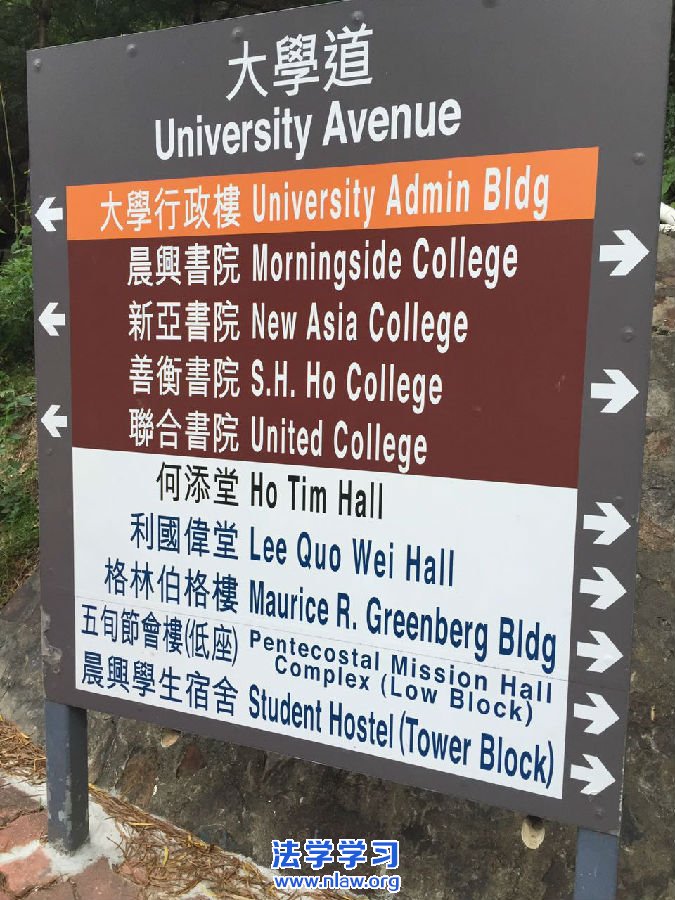 大學道
University Avenue
大學行政樓 University Admin Bldg
晨興書院 Morningside College
新亞書院 New Asia College
善衡書院 S.H. Ho College
聯合書院 United College
何添堂 Ho Tim Hall
利國偉堂 Lee Quo Wei Hall
格林伯格樓 Maurice R. Greenberg Bldg
五旬節會樓(低座) Pentecostal Mission Hall
Complex (Low Block)
晨興學生宿舍 Student Hostel (Tower Block)
法学学习
www.nlaw.org